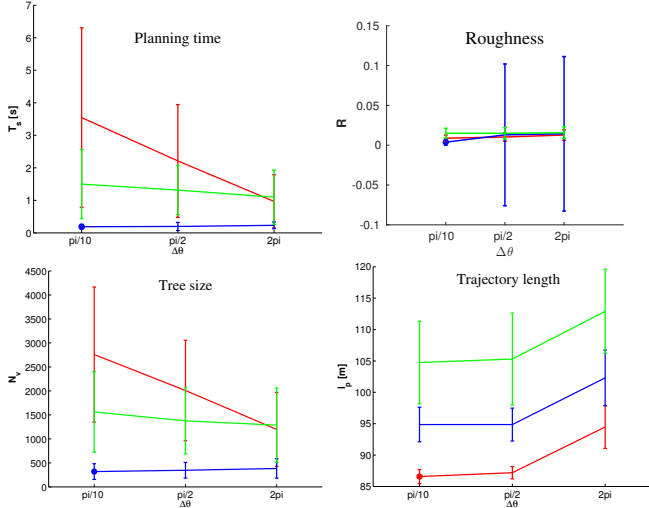 Planning time
7
6
5
4
3
2
1
0
T_s [s]
pi/10 pi/2 2pi
Δθ
Roughness
0.15
0.1
0.05
0
-0.05
-0.1
R
pi/10 pi/2 2pi
Δθ
Tree size
4500
4000
3500
3000
2500
2000
1500
1000
500
0
N_v
pi/10 pi/2 2pi
Δθ
Trajectory length
120
115
110
105
100
95
90
85
l_p [m]
pi/10 pi/2 2pi
Δθ